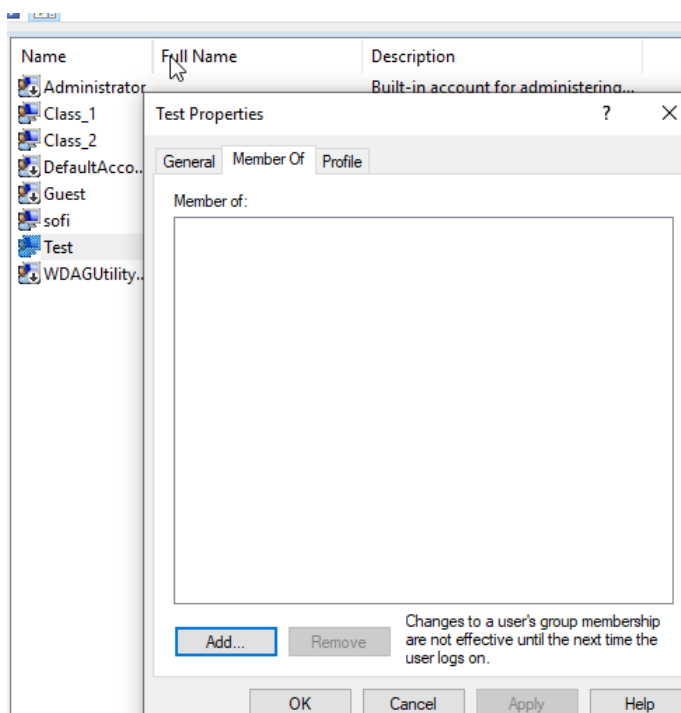 Name Full Name Description
Administrator Built-in account for administering...
Class_1
Class_2
DefaultAcco..
Guest
sofi
Test
WDAGUtility..
Test Properties ? ✕
General Member Of Profile
Member of:
Add... Remove
Changes to a user's group membership
are not effective until the next time the
user logs on.
OK Cancel Apply Help